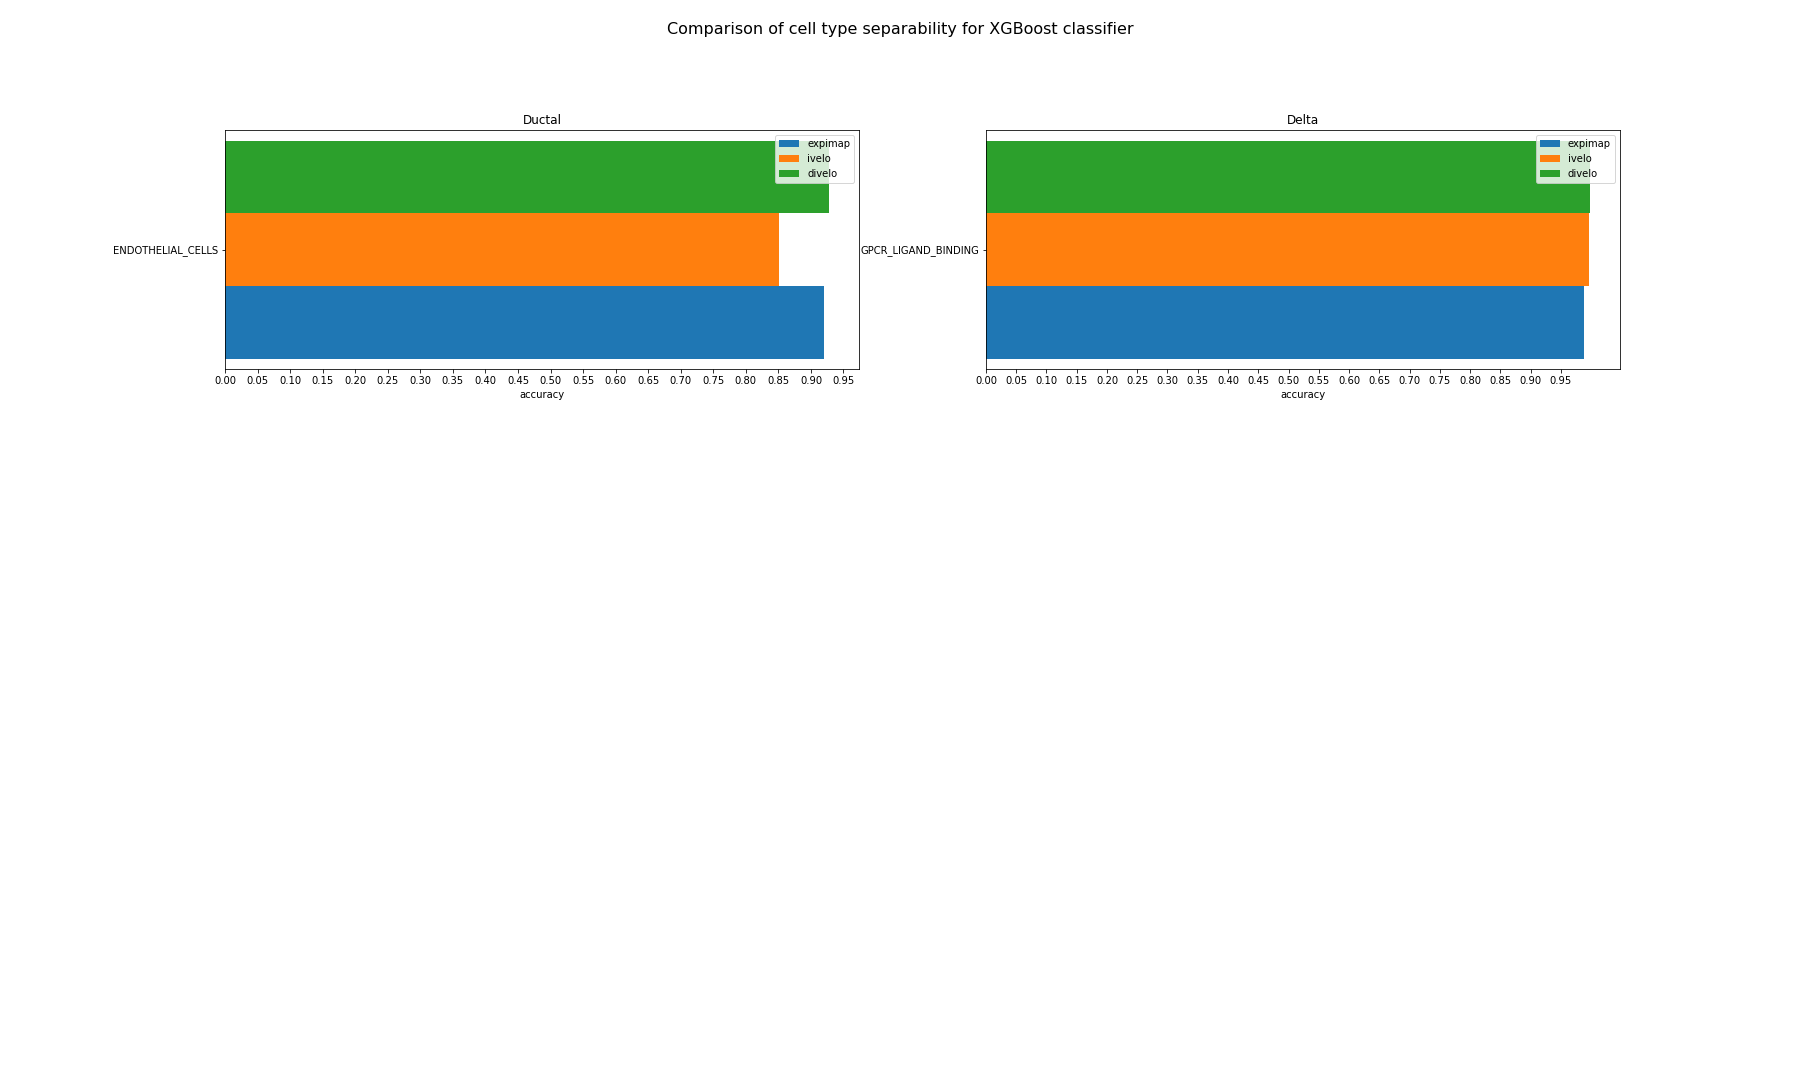 Comparison of cell type separability for XGBoost classifier
Ductal
expimap
ivelo
divelo
ENDOTHELIAL_CELLS
0.00 0.05 0.10 0.15 0.20 0.25 0.30 0.35 0.40 0.45 0.50 0.55 0.60 0.65 0.70 0.75 0.80 0.85 0.90 0.95
accuracy
Delta
expimap
ivelo
divelo
GPCR_LIGAND_BINDING
0.00 0.05 0.10 0.15 0.20 0.25 0.30 0.35 0.40 0.45 0.50 0.55 0.60 0.65 0.70 0.75 0.80 0.85 0.90 0.95
accuracy